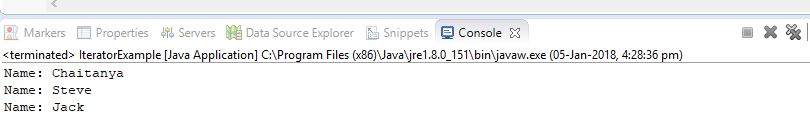 Markers Properties Servers Data Source Explorer Snippets Console
<terminated> IteratorExample [Java Application] C:\Program Files (x86)\Java\jre1.8.0_151\bin\javaw.exe (05-Jan-2018, 4:28:36 pm)
Name: Chaitanya
Name: Steve
Name: Jack